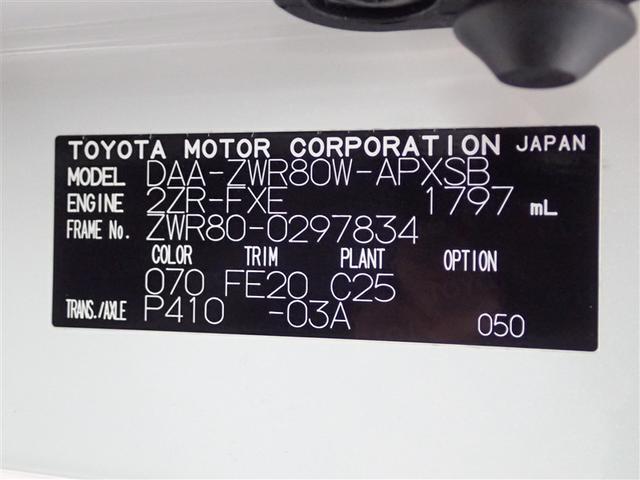 TOYOTA MOTOR CORPORATION JAPAN
MODEL DAA-ZWR80W-APXSB
ENGINE 2ZR-FXE 1797 mL
FRAME No. ZWR80-0297834
COLOR TRIM PLANT OPTION
070 FE20 C25
TRANS./AXLE P410 -03A 050